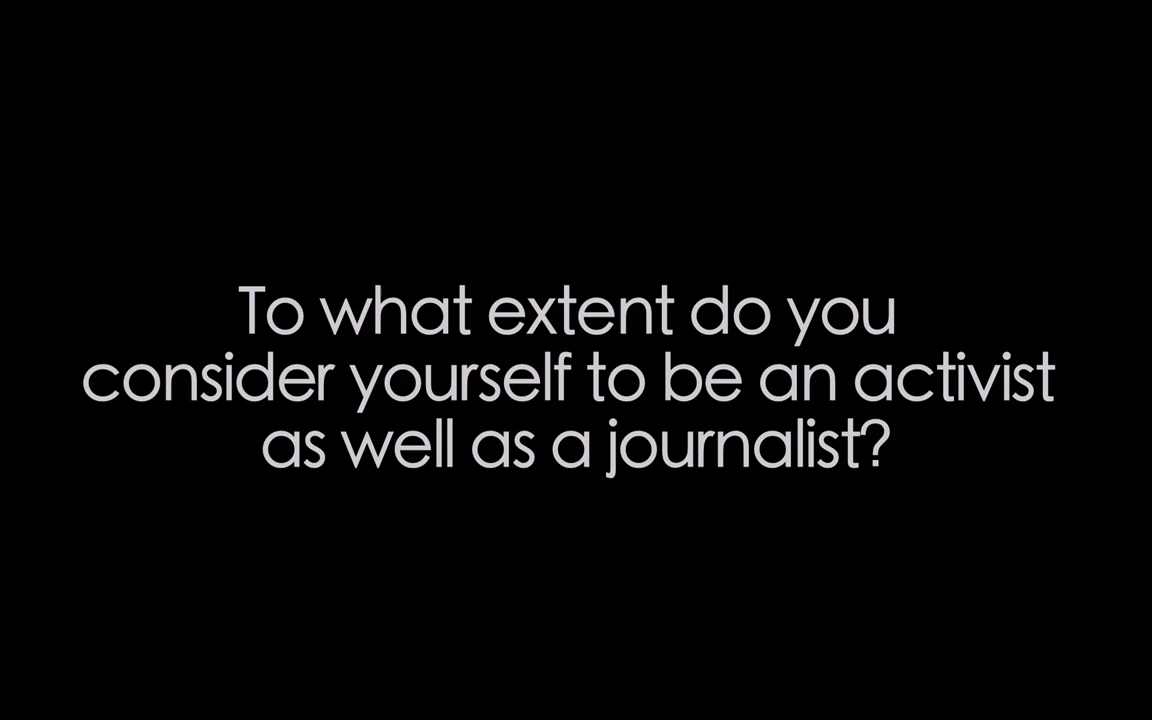 To what extent do you
consider yourself to be an activist
as well as a journalist?